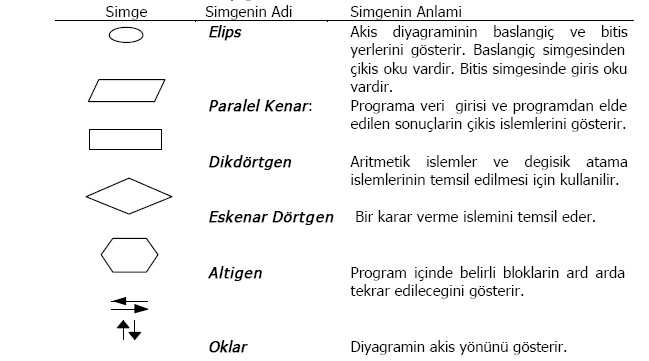 Simge Simgenin Adi Simgenin Anlami
Elips Akis diyagraminin baslangiç ve bitis
yerlerini gösterir. Baslangiç simgesinden
çikis oku vardir. Bitis simgesinde giris oku
vardir.
Paralel Kenar: Programa veri girisi ve programdan elde
edilen sonuçlarin çikis islemlerini gösterir.
Dikdörtgen Aritmetik islemler ve degisik atama
islemlerinin temsil edilmesi için kullanilir.
Eskenar Dörtgen Bir karar verme islemini temsil eder.
Altigen Program içinde belirli bloklarin ard arda
tekrar edilecegini gösterir.
Oklar Diyagramin akis yönünü gösterir.